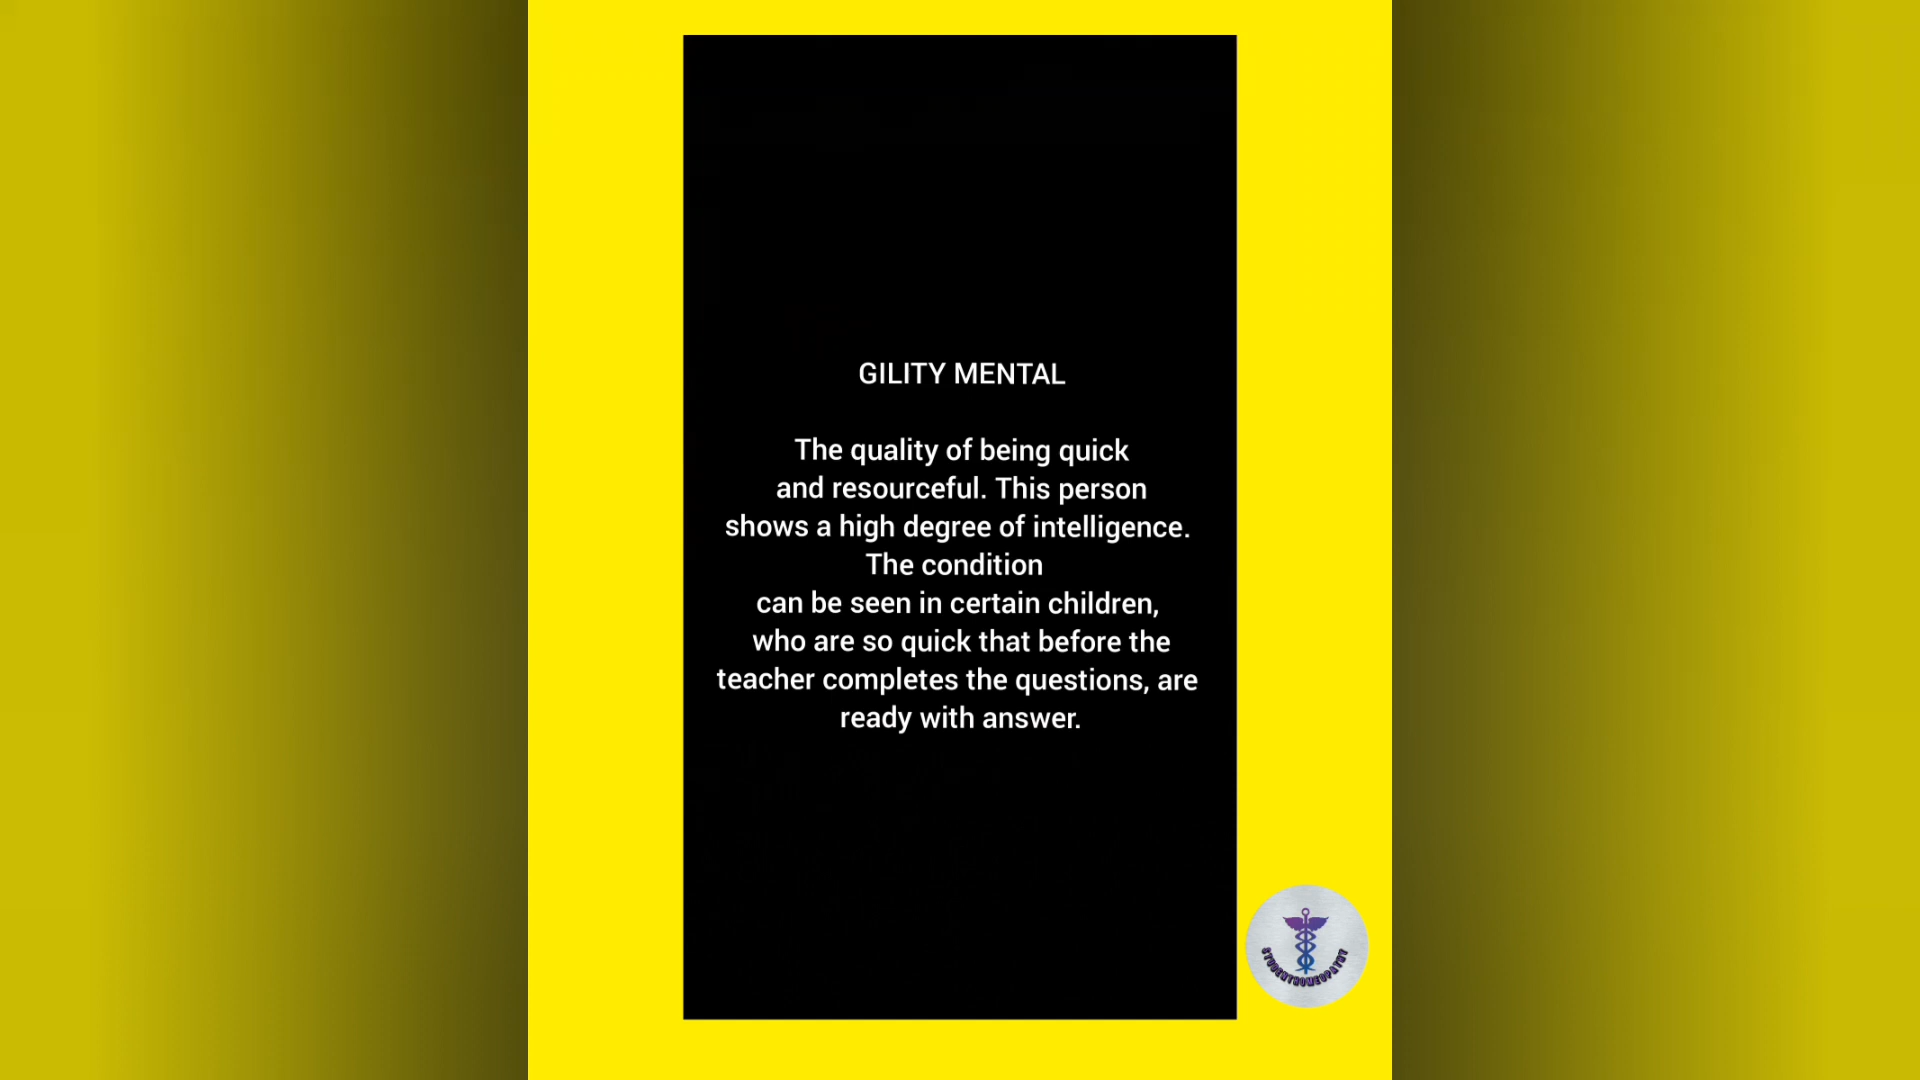 GILITY MENTAL
The quality of being quick
and resourceful. This person
shows a high degree of intelligence.
The condition
can be seen in certain children,
who are so quick that before the
teacher completes the questions, are
ready with answer.
STUDENTHOMEOPATHY